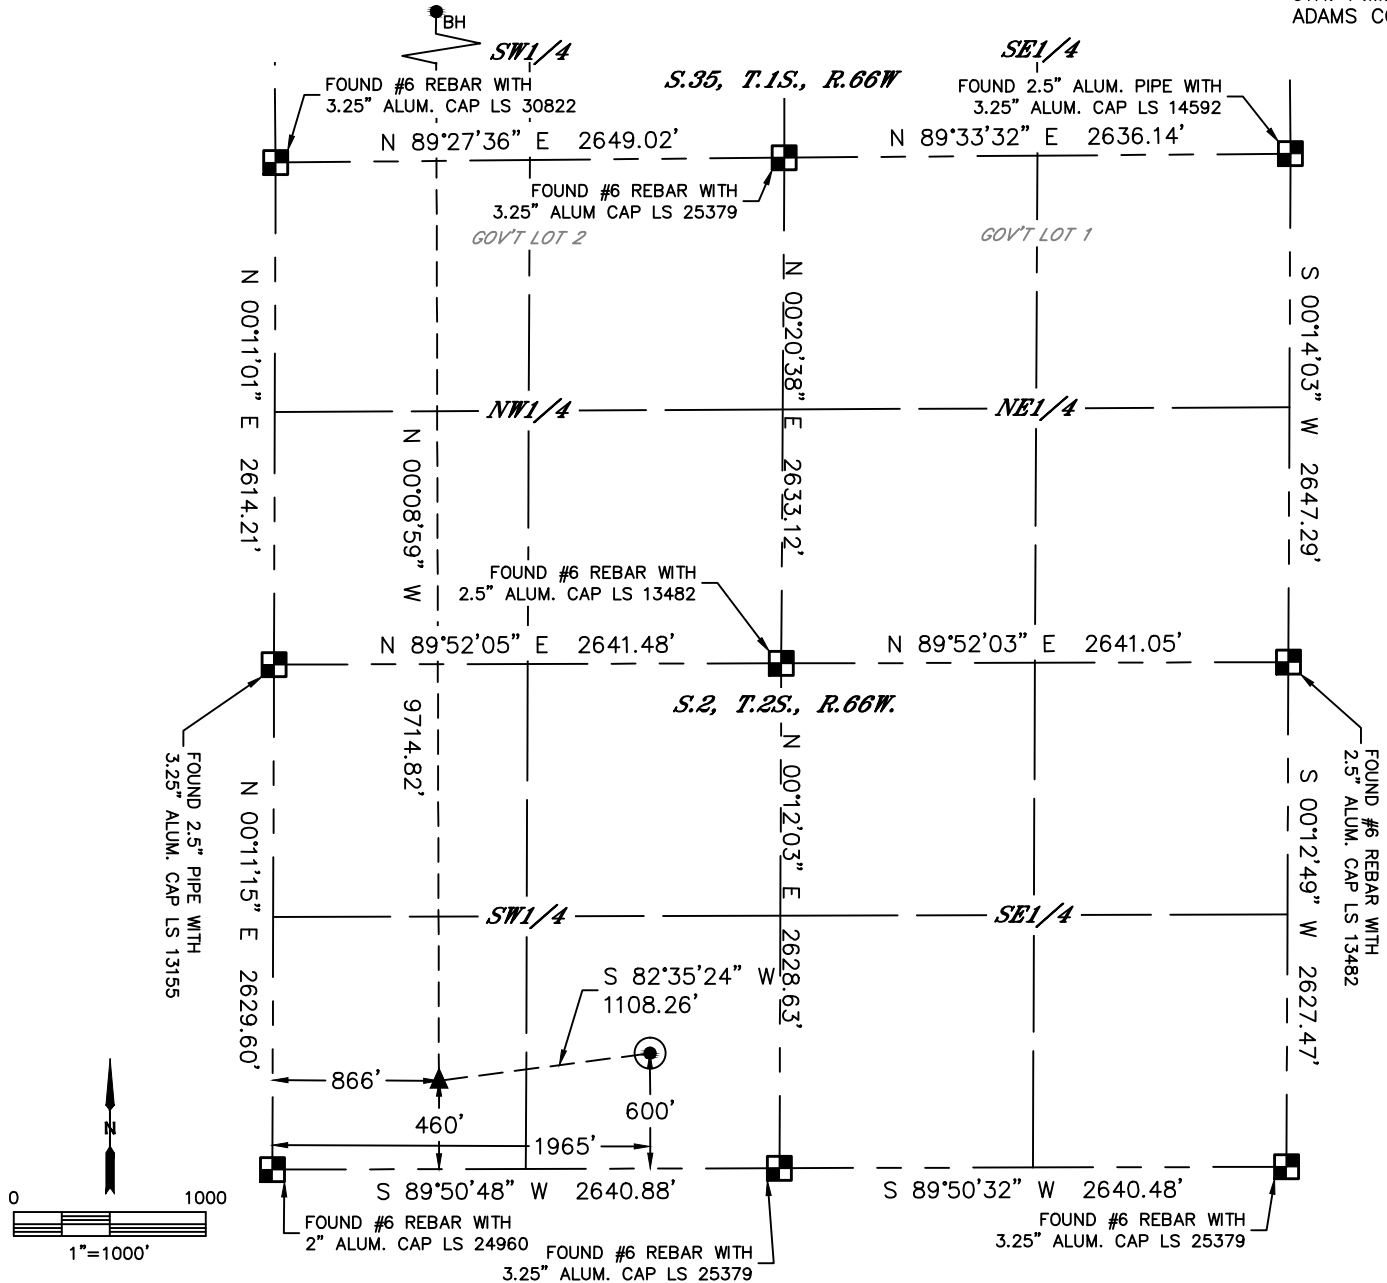 ADAMS CO
BH
SW1/4
SE1/4
S.35, T.1S., R.66W
FOUND #6 REBAR WITH
3.25" ALUM. CAP LS 30822
FOUND 2.5" ALUM. PIPE WITH
3.25" ALUM. CAP LS 14592
N 89°27'36" E 2649.02'
N 89°33'32" E 2636.14'
FOUND #6 REBAR WITH
3.25" ALUM CAP LS 25379
GOV'T LOT 2
GOV'T LOT 1
N 00°11'01" E 2614.21'
N 00°20'38" E 2633.12'
S 00°14'03" W 2647.29'
NW1/4
NE1/4
N 00°08'59" W 9714.82'
FOUND #6 REBAR WITH
2.5" ALUM. CAP LS 13482
N 89°52'05" E 2641.48'
N 89°52'03" E 2641.05'
S.2, T.2S., R.66W.
FOUND 2.5" PIPE WITH
3.25" ALUM. CAP LS 13155
FOUND #6 REBAR WITH
2.5" ALUM. CAP LS 13482
N 00°11'15" E 2629.60'
N 00°12'03" E 2628.63'
S 00°12'49" W 2627.47'
SW1/4
SE1/4
S 82°35'24" W
1108.26'
866'
460'
600'
1965'
N
S 89°50'48" W 2640.88'
S 89°50'32" W 2640.48'
0 1000
1"=1000'
FOUND #6 REBAR WITH
2" ALUM. CAP LS 24960
FOUND #6 REBAR WITH
3.25" ALUM. CAP LS 25379
FOUND #6 REBAR WITH
3.25" ALUM. CAP LS 25379